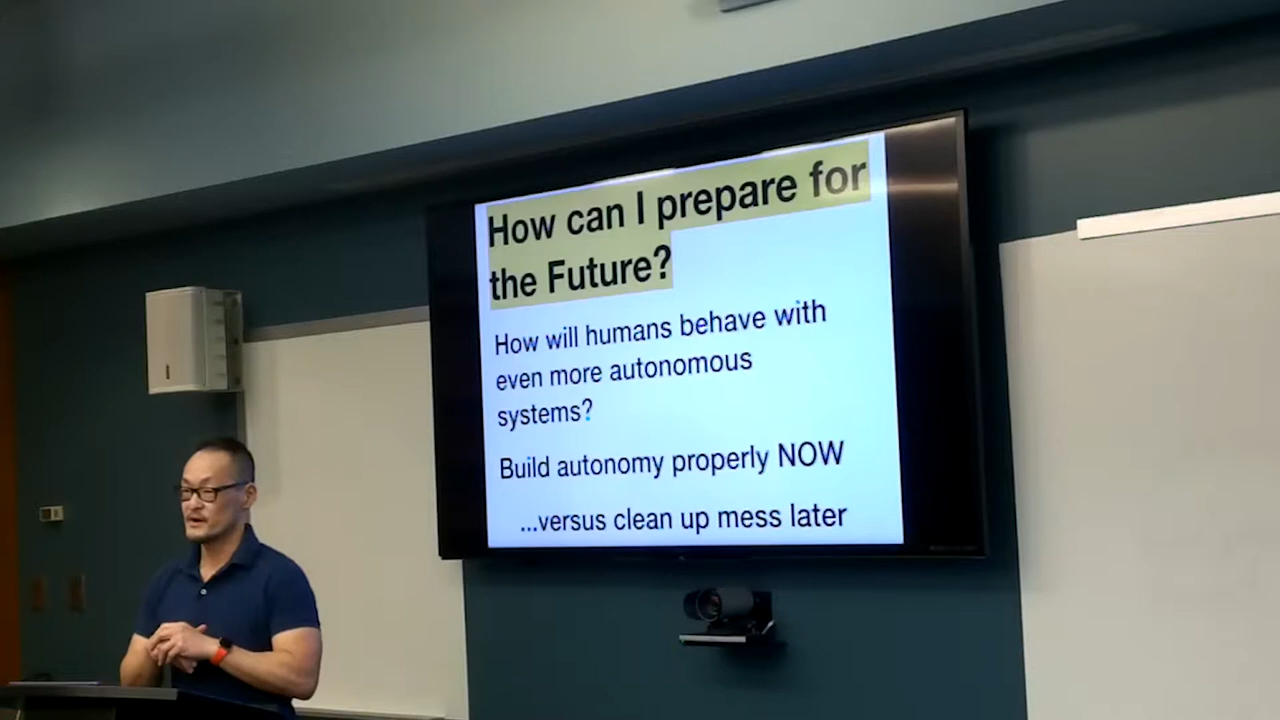 How can I prepare for
the Future?
How will humans behave with
even more autonomous
systems?
Build autonomy properly NOW
...versus clean up mess later